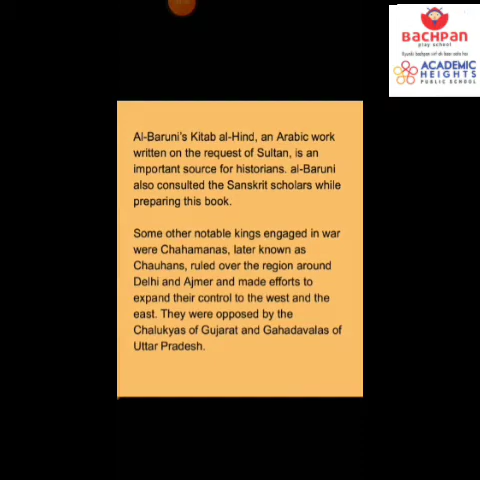 BACHPAN
play school
ACADEMIC
HEIGHTS
PUBLIC SCHOOL
Al-Baruni's Kitab al-Hind, an Arabic work
written on the request of Sultan, is an
important source for historians. al-Baruni
also consulted the Sanskrit scholars while
preparing this book.
Some other notable kings engaged in war
were Chahamanas, later known as
Chauhans, ruled over the region around
Delhi and Ajmer and made efforts to
expand their control to the west and the
east. They were opposed by the
Chalukyas of Gujarat and Gahadavalas of
Uttar Pradesh.